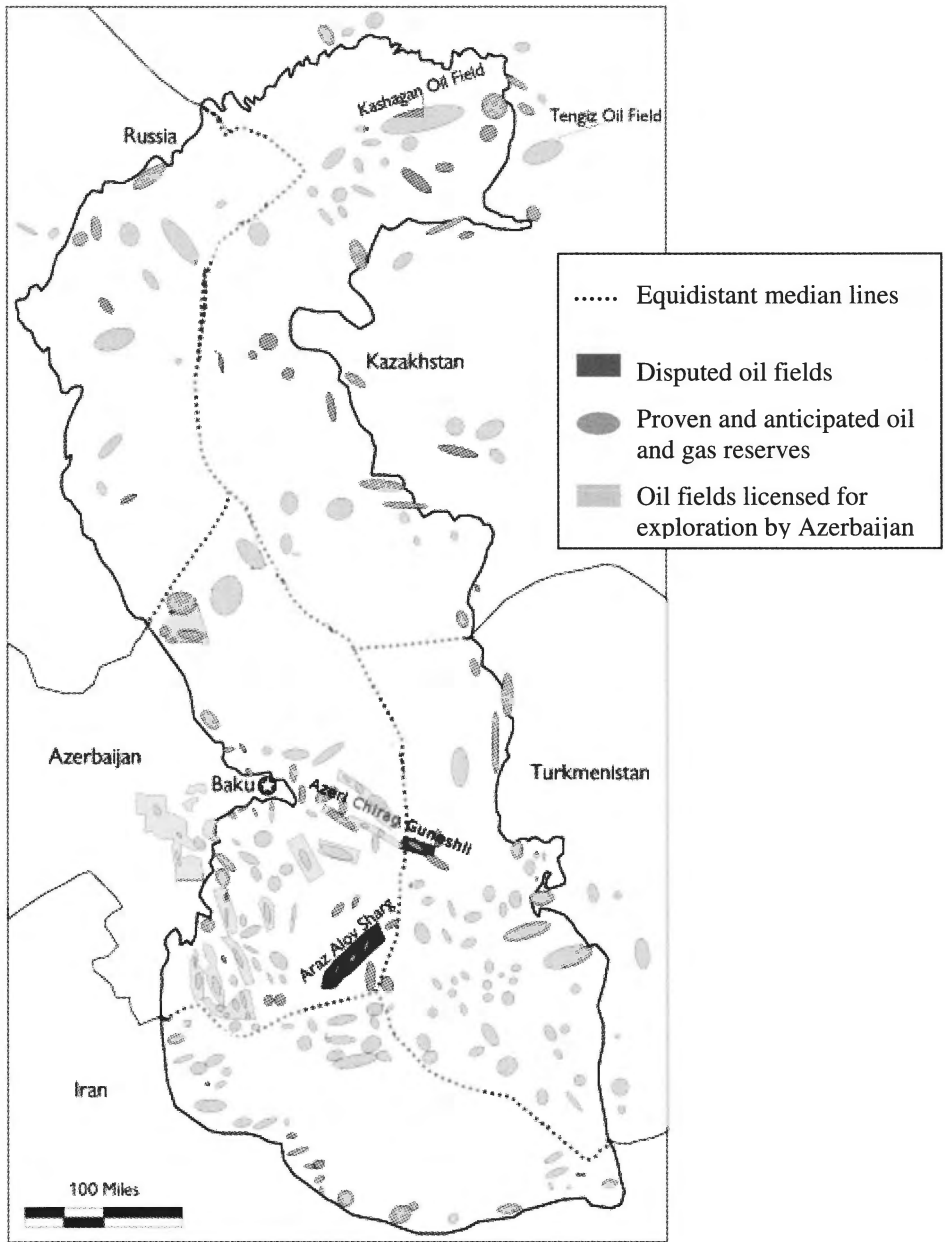 Kashagan Oil Field
Tengiz Oil Field
Russia
Equidistant median lines
Kazakhstan
Disputed oil fields
Proven and anticipated oil
and gas reserves
Oil fields licensed for
exploration by Azerbaijan
Azerbaijan
Baku
Turkmenistan
Azeri Chirag Guneshli
Araz Alov Sharg
Iran
100 Miles